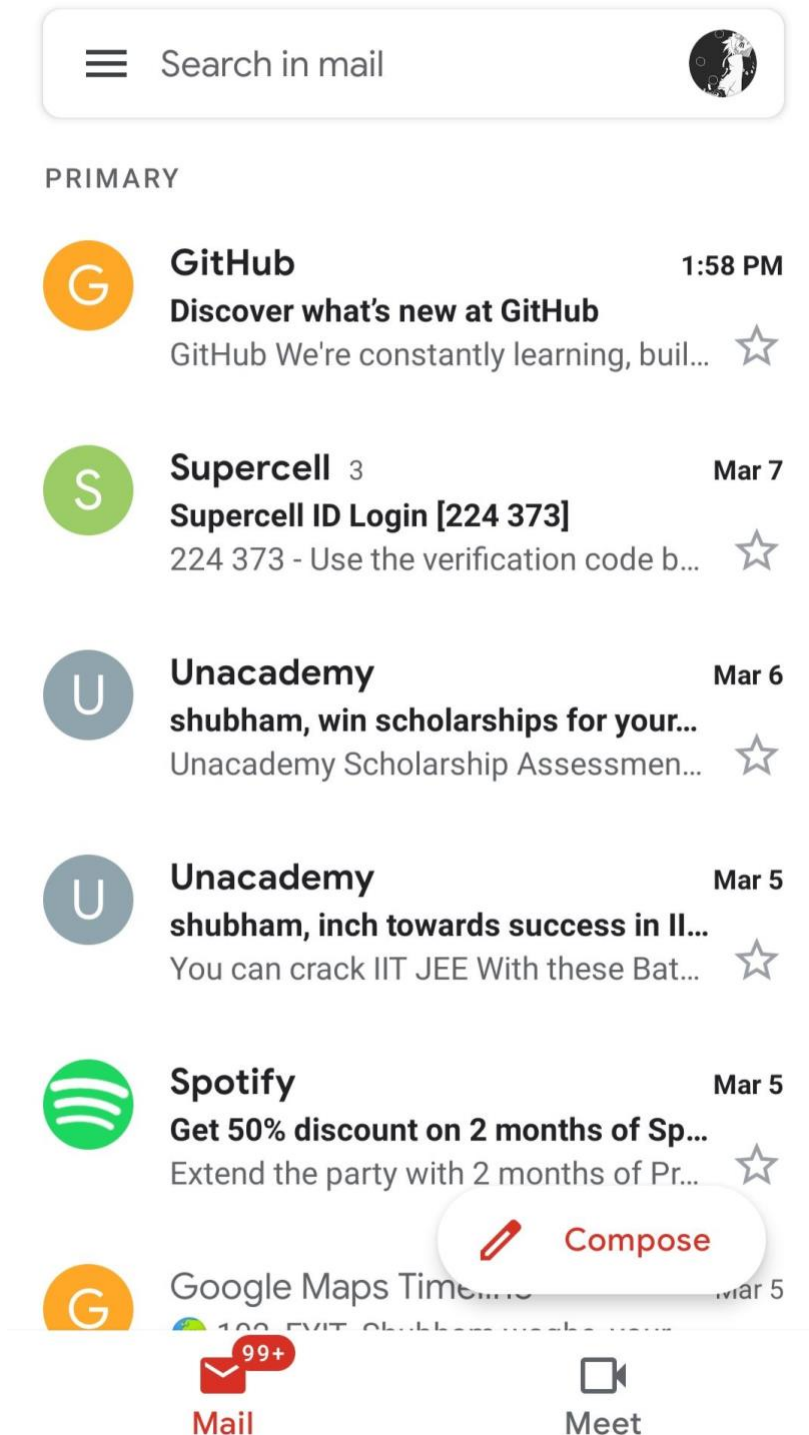 Search in mail
PRIMARY
G
GitHub
1:58 PM
Discover what's new at GitHub
GitHub We're constantly learning, buil...
S
Supercell 3
Mar 7
Supercell ID Login [224 373]
224 373 - Use the verification code b...
U
Unacademy
Mar 6
shubham, win scholarships for your...
Unacademy Scholarship Assessmen...
U
Unacademy
Mar 5
shubham, inch towards success in II...
You can crack IIT JEE With these Bat...
Spotify
Mar 5
Get 50% discount on 2 months of Sp...
Extend the party with 2 months of Pr...
Compose
G
Google Maps Timeline
Mar 5
99+
Mail
Meet